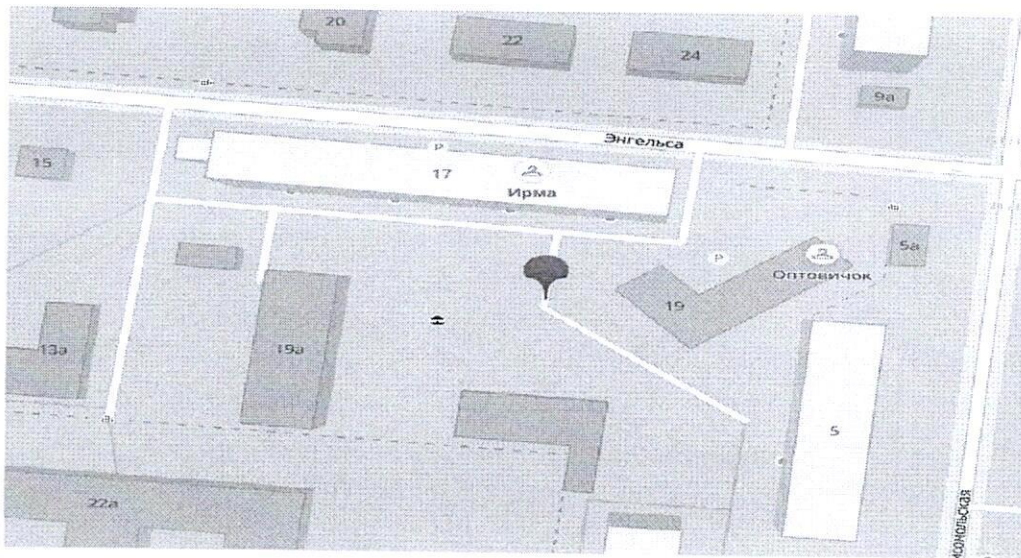 20
22
24
9а
Энгельса
15
P
17
Ирма
5а
P
Оптовичок
19
13а
19а
5
22а